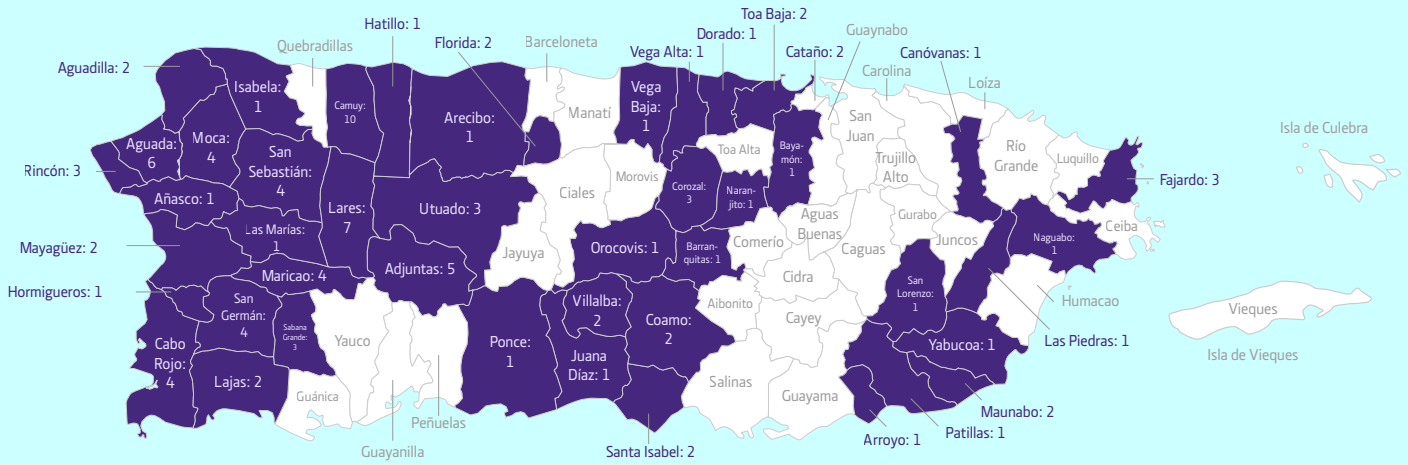 Toa Baja: 2
Hatillo: 1
Dorado: 1
Guaynabo
Florida: 2
Barceloneta
Quebradillas
Vega Alta: 1
Cataño: 2
Canóvanas: 1
Aguadilla: 2
Carolina
Loíza
Isabela:
1
Camuy:
10
Arecibo:
1
Manatí
Vega
Baja:
1
San
Juan
Isla de Culebra
Moca:
4
Aguada:
6
San
Sebastián:
4
Toa Alta
Baya-
món:
1
Trujillo
Alto
Río
Grande
Luquillo
Rincón: 3
Fajardo: 3
Añasco: 1
Lares:
7
Utuado: 3
Ciales
Morovis
Corozal:
3
Naran-
jito: 1
Las Marías:
1
Mayagüez: 2
Orocovis: 1
Barran-
quitas: 1
Comerío
Aguas
Buenas
Gurabo
Caguas
Juncos
Naguabo:
1
Ceiba
Jayuya
Maricao: 4
Adjuntas: 5
Cidra
Hormigueros: 1
San
Germán:
4
Villalba:
2
Aibonito
San
Lorenzo:
1
Humacao
Sabana
Grande:
3
Coamo:
2
Cayey
Vieques
Cabo
Rojo:
4
Yauco
Ponce:
1
Juana
Díaz: 1
Yabucoa: 1
Las Piedras: 1
Isla de Vieques
Lajas: 2
Guánica
Salinas
Guayama
Maunabo: 2
Peñuelas
Patillas: 1
Arroyo: 1
Guayanilla
Santa Isabel: 2